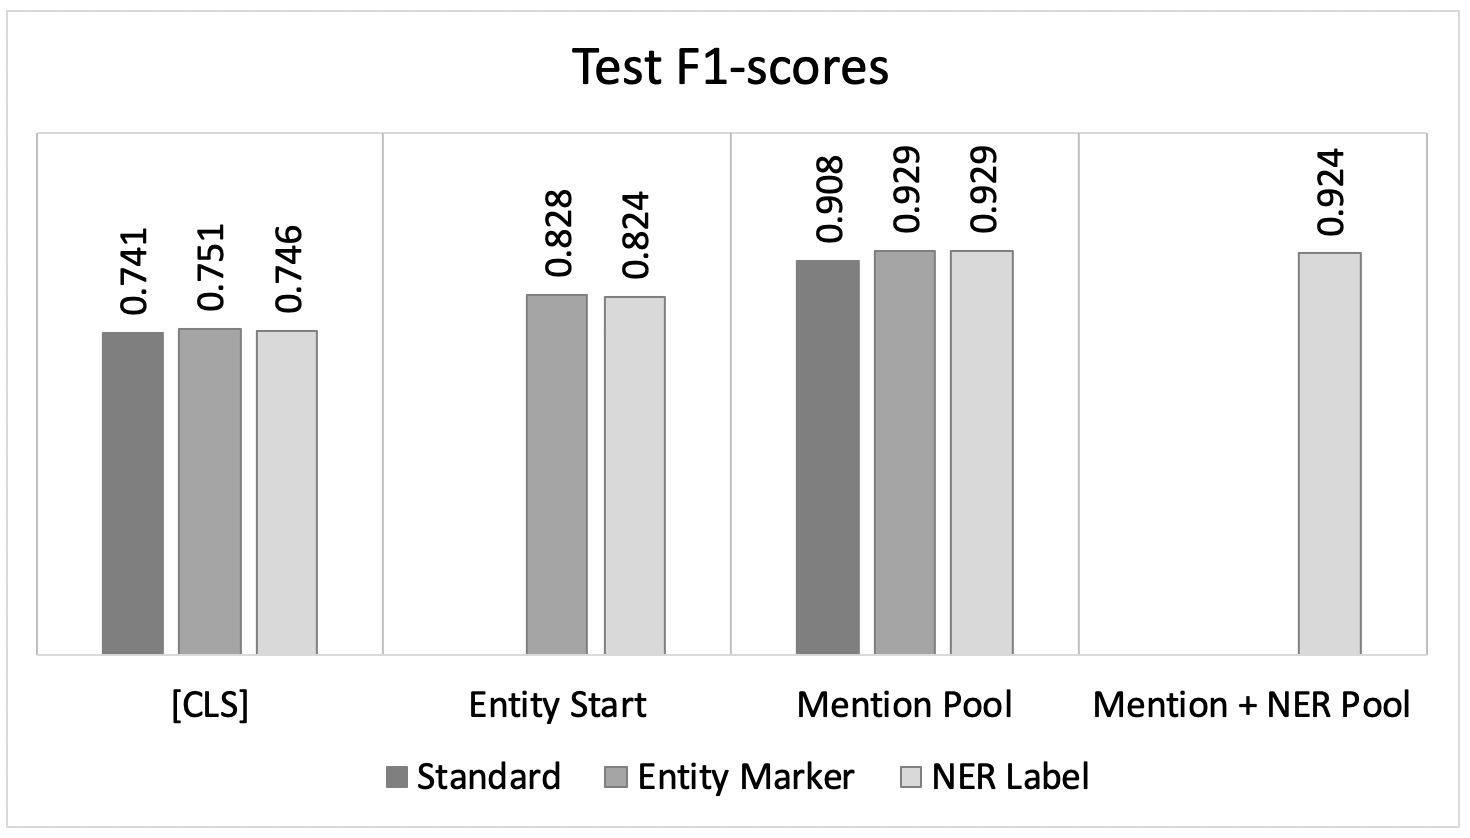 Test F1-scores
0.741
0.751
0.746
0.828
0.824
0.908
0.929
0.929
0.924
[CLS]
Entity Start
Mention Pool
Mention + NER Pool
Standard
Entity Marker
NER Label